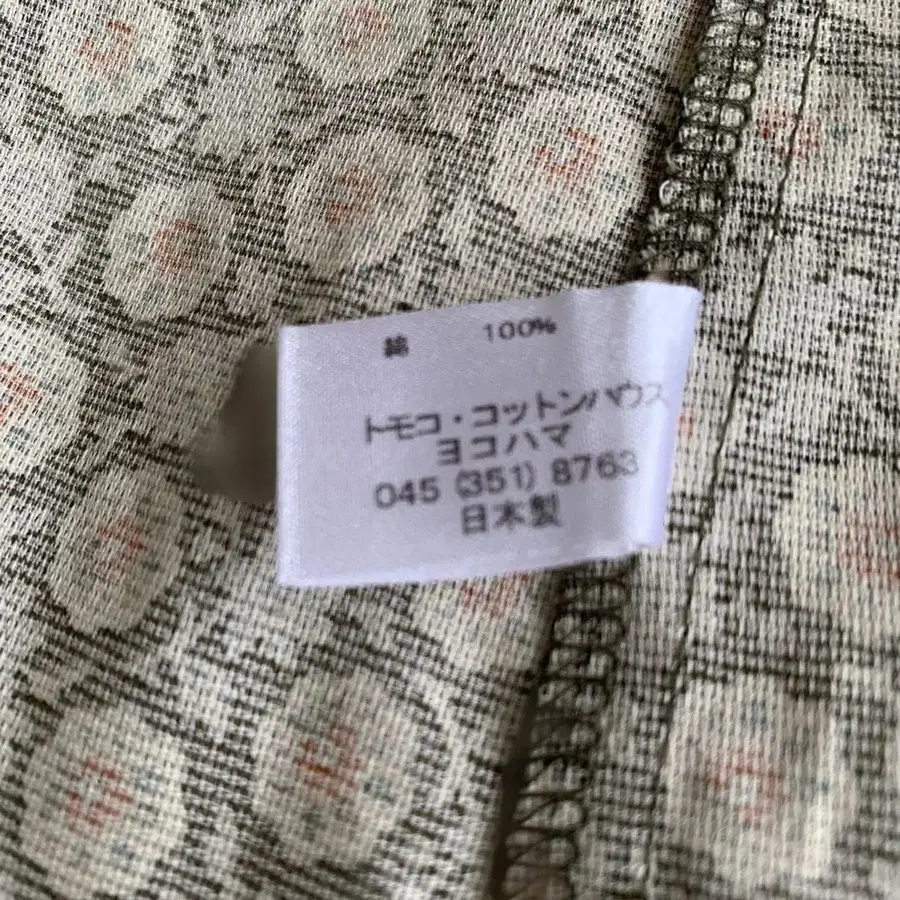 綿 100%
トモコ・コットンハウス
ヨコハマ
045 (351) 8763
日本製